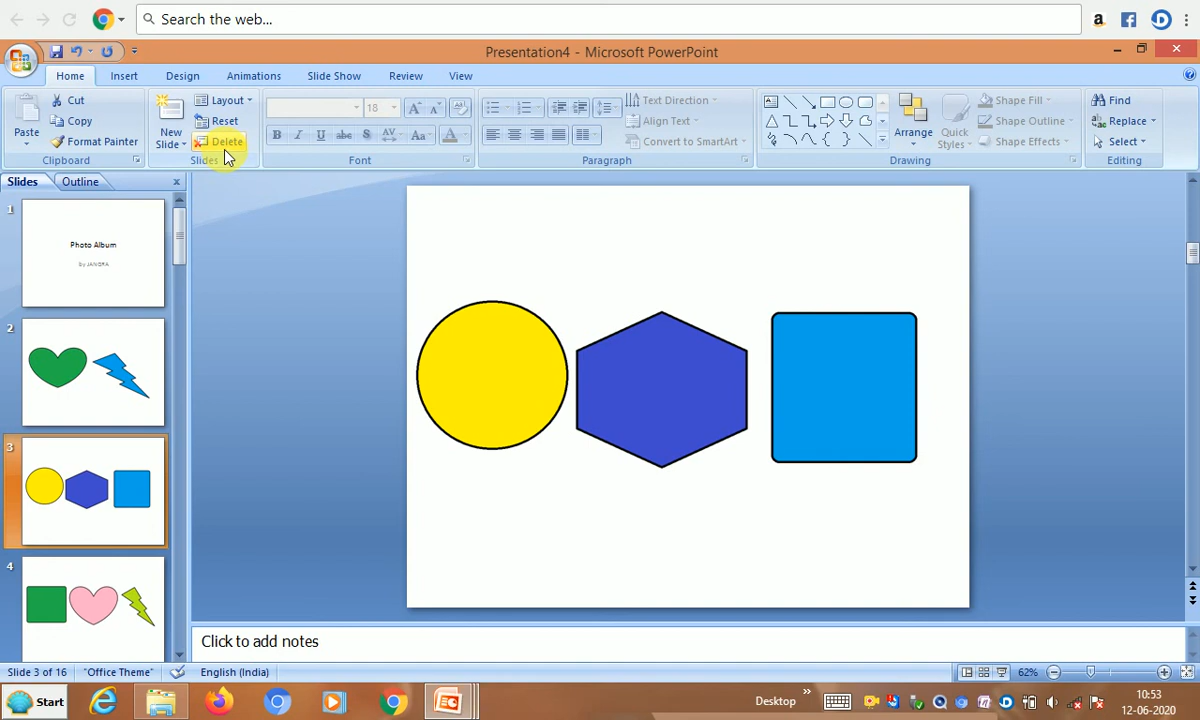 Search the web...
a
Presentation4 - Microsoft PowerPoint
Home Insert Design Animations Slide Show Review View
Paste
Cut
Copy
Format Painter
Clipboard
New Slide
Layout
Reset
Delete
Slides
18
B I U abc S AV Aa A
Font
Text Direction
Align Text
Convert to SmartArt
Paragraph
Arrange
Quick Styles
Shape Fill
Shape Outline
Shape Effects
Drawing
Find
Replace
Select
Editing
Slides Outline
1
Photo Album
by JANGRA
2
3
4
Click to add notes
Slide 3 of 16 "Office Theme" English (India) 62%
Start Desktop 10:53
12-06-2020